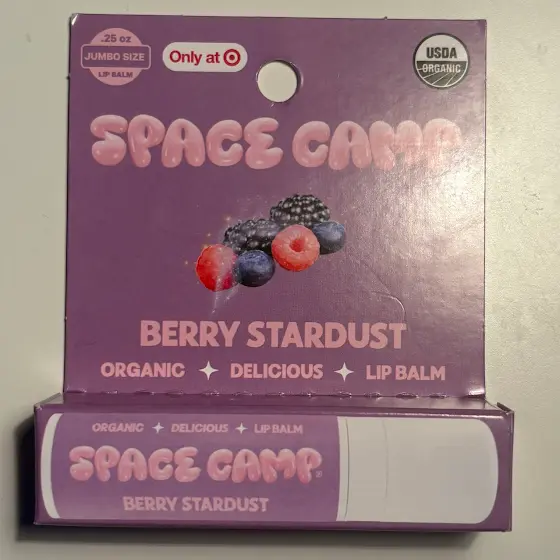 .25 oz
JUMBO SIZE
LIP BALM
Only at
USDA
ORGANIC
SPACE CAMP
BERRY STARDUST
ORGANIC ✦ DELICIOUS ✦ LIP BALM
ORGANIC ✦ DELICIOUS ✦ LIP BALM
SPACE CAMP®
BERRY STARDUST